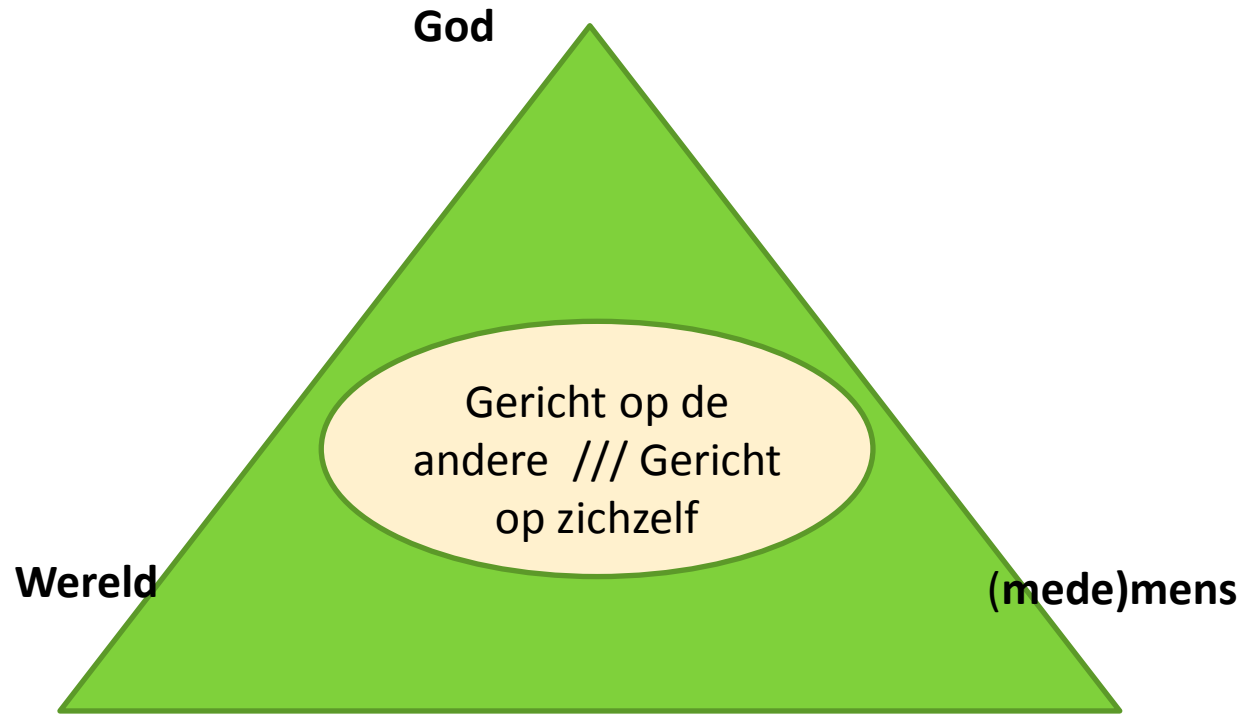 God
Gericht op de
andere /// Gericht
op zichzelf
Wereld
(mede)mens